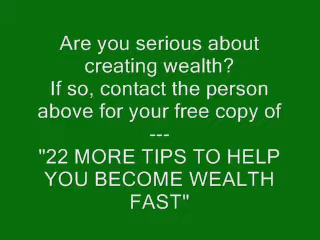 Are you serious about
creating wealth?
If so, contact the person
above for your free copy of
---
"22 MORE TIPS TO HELP
YOU BECOME WEALTH
FAST"